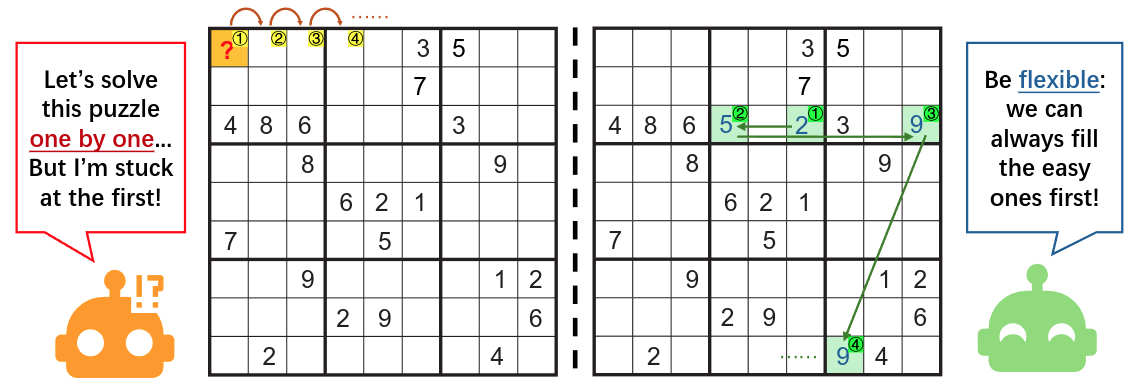 Let's solve
this puzzle
one by one...
But I'm stuck
at the first!
!?
......
? ① ② ③ ④ 3 5
7
4 8 6 3
8 9
6 2 1
7 5
9 1 2
2 9 6
2 4
3 5
7
4 8 6 5 ② 2 ① 3 9 ③
8 9
6 2 1
7 5
9 1 2
2 9 6
2 ...... 9 ④ 4
Be flexible:
we can
always fill
the easy
ones first!